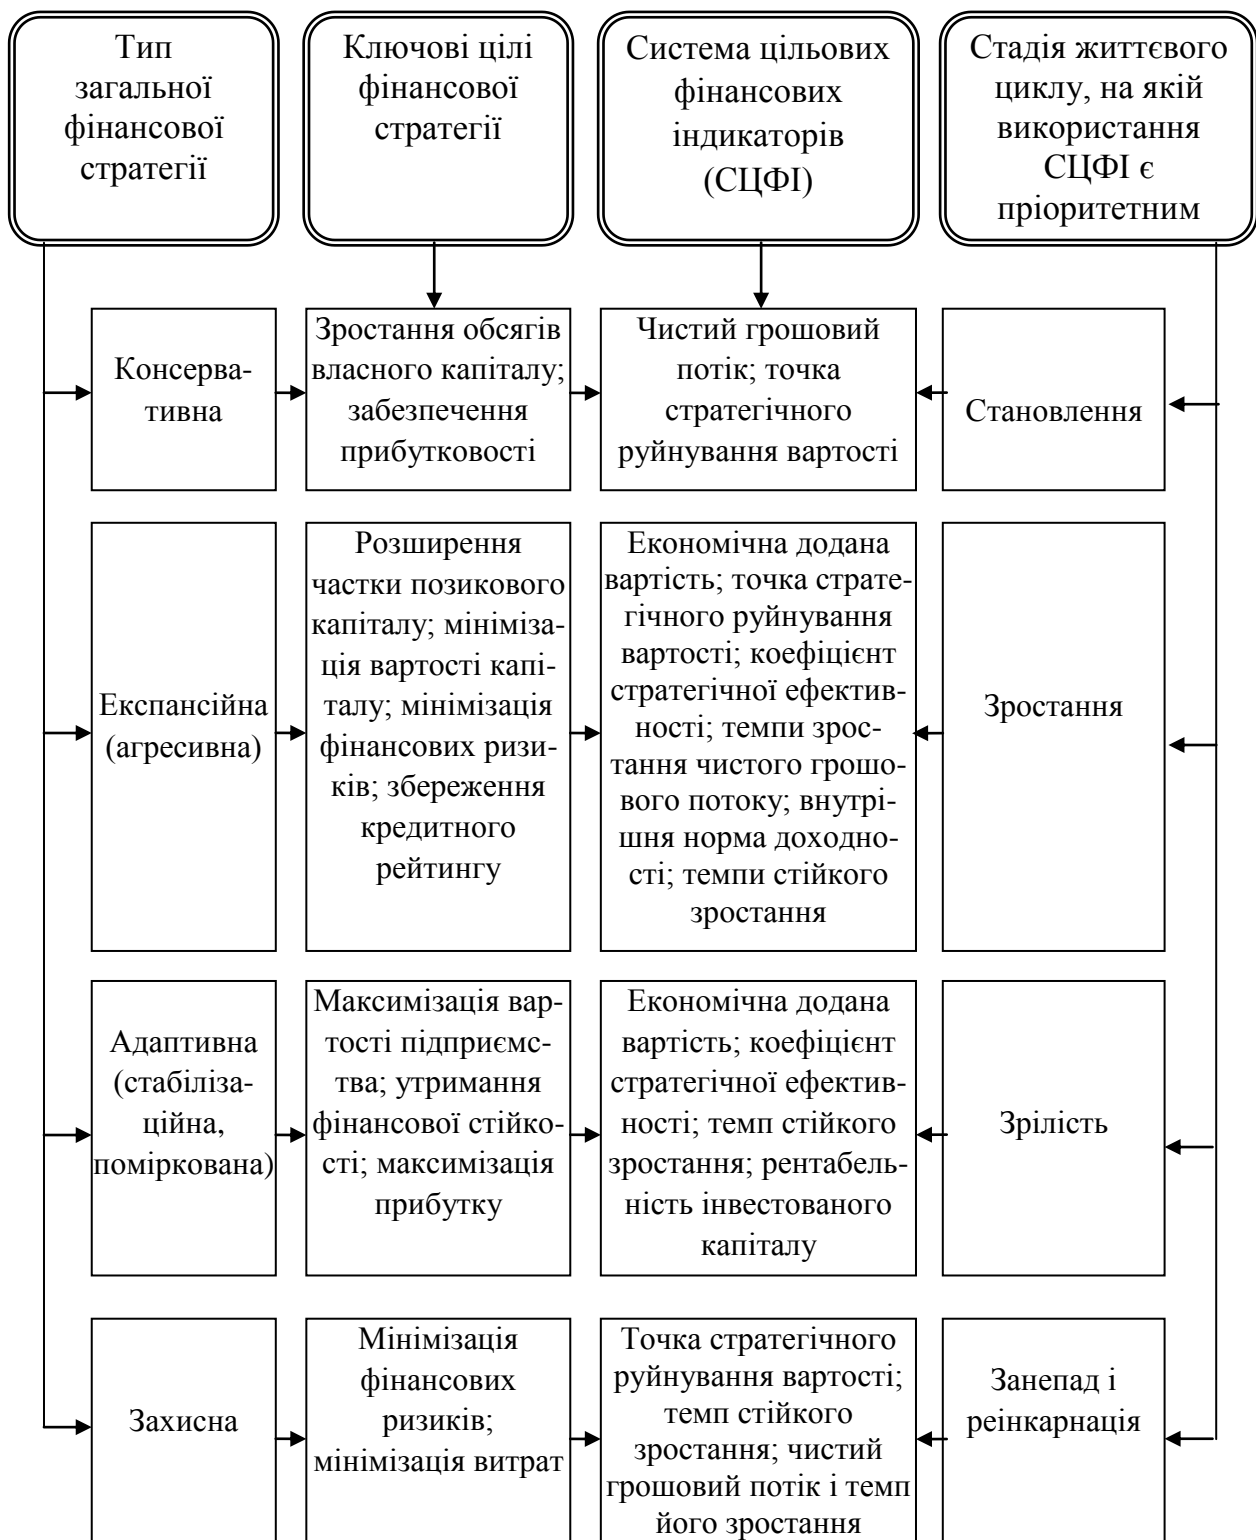 Тип
загальної
фінансової
стратегії
Ключові цілі
фінансової
стратегії
Система цільових
фінансових
індикаторів
(СЦФІ)
Стадія життєвого
циклу, на якій
використання
СЦФІ є
пріоритетним
Консерва-
тивна
Зростання обсягів
власного капіталу;
забезпечення
прибутковості
Чистий грошовий
потік; точка
стратегічного
руйнування вартості
Становлення
Експансійна
(агресивна)
Розширення
частки позикового
капіталу; мініміза-
ція вартості капі-
талу; мінімізація
фінансових ризи-
ків; збереження
кредитного
рейтингу
Економічна додана
вартість; точка страте-
гічного руйнування
вартості; коефіцієнт
стратегічної ефектив-
ності; темпи зрос-
тання чистого грошо-
вого потоку; внутрі-
шня норма доходно-
сті; темпи стійкого
зростання
Зростання
Адаптивна
(стабіліза-
ційна,
поміркована)
Максимізація вар-
тості підприємс-
тва; утримання
фінансової стійко-
сті; максимізація
прибутку
Економічна додана
вартість; коефіцієнт
стратегічної ефектив-
ності; темп стійкого
зростання; рентабель-
ність інвестованого
капіталу
Зрілість
Захисна
Мінімізація
фінансових
ризиків;
мінімізація витрат
Точка стратегічного
руйнування вартості;
темп стійкого
зростання; чистий
грошовий потік і темп
його зростання
Занепад і
реінкарнація